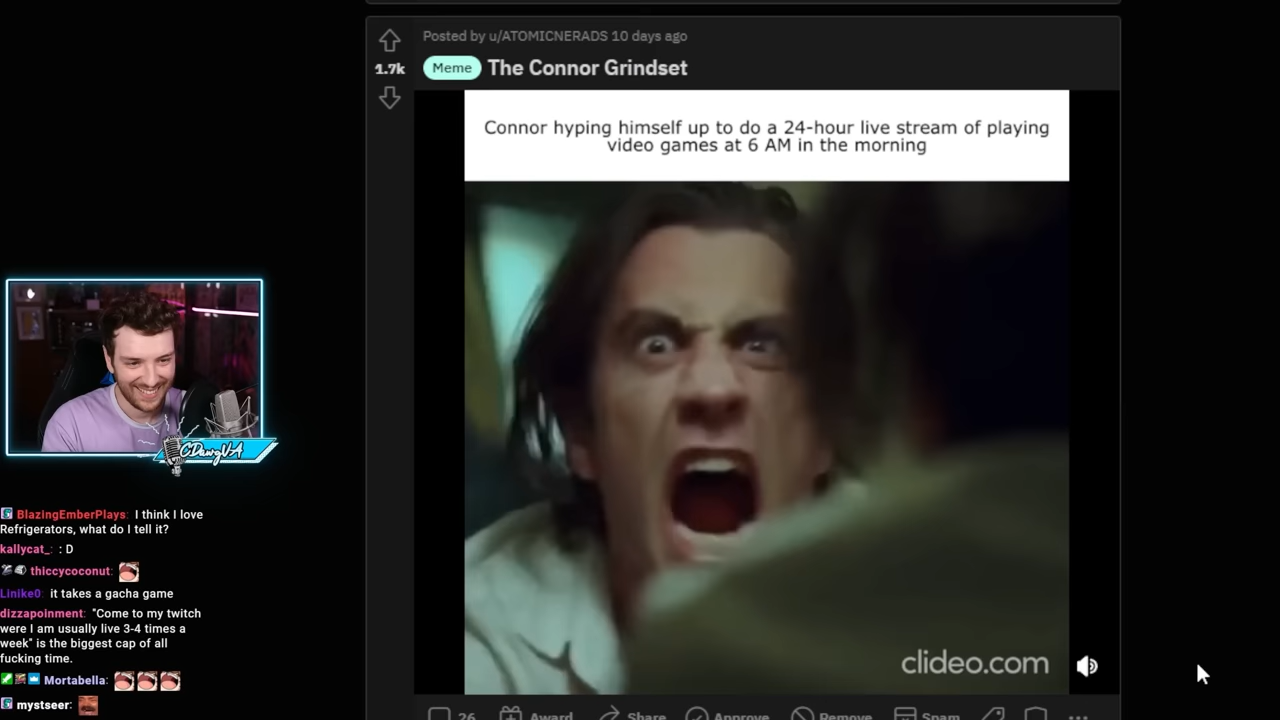 Posted by u/ATOMICNERADS 10 days ago
1.7k
Meme The Connor Grindset
Connor hyping himself up to do a 24-hour live stream of playing
video games at 6 AM in the morning
clideo.com
26 Award Share Approve Remove Spam
CDawgVA
BlazingEmberPlays: I think I love
Refrigerators, what do I tell it?
kallycat_: : D
thiccycoconut:
Linike0: it takes a gacha game
dizzapoinment: "Come to my twitch
were I am usually live 3-4 times a
week" is the biggest cap of all
fucking time.
Mortabella:
mystseer: